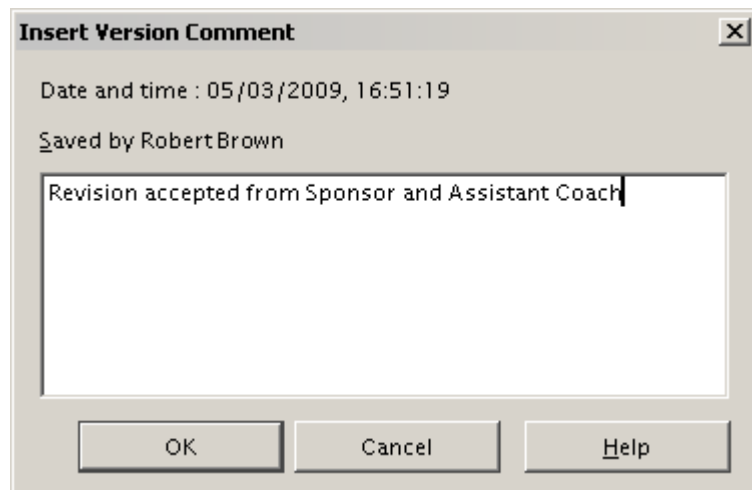 Insert Version Comment
Date and time : 05/03/2009, 16:51:19
Saved by Robert Brown
Revision accepted from Sponsor and Assistant Coach
OK Cancel Help